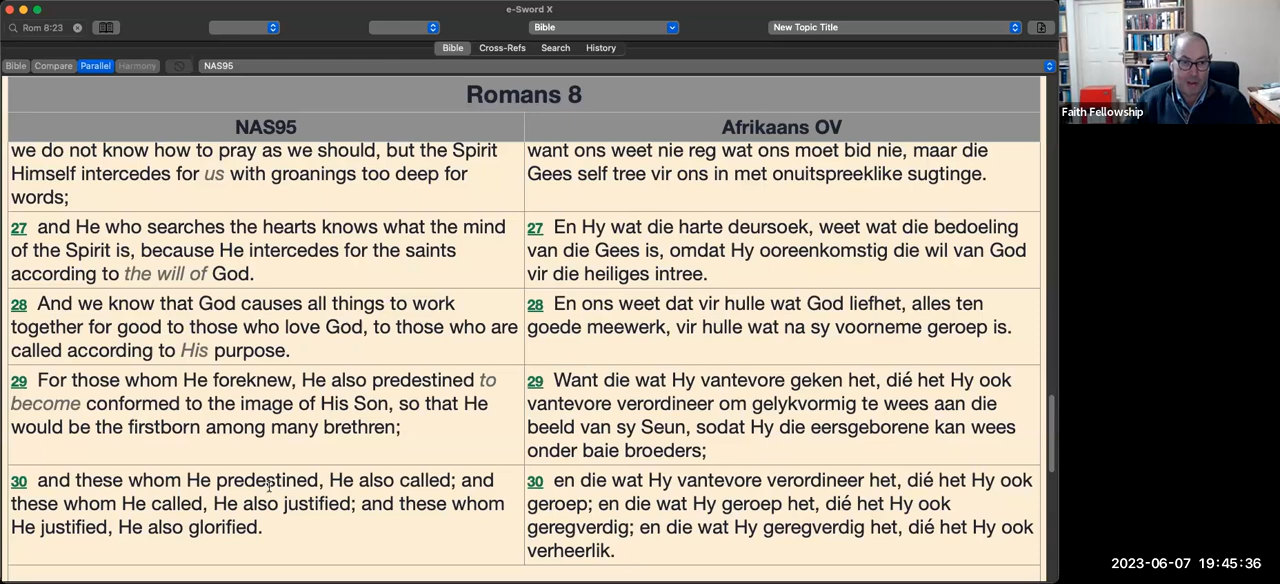 e-Sword X
Rom 8:23
Bible
New Topic Title
Bible
Cross-Refs
Search
History
Bible
Compare
Parallel
Harmony
NAS95
Romans 8
NAS95
we do not know how to pray as we should, but the Spirit
Himself intercedes for us with groanings too deep for
words;
27 and He who searches the hearts knows what the mind
of the Spirit is, because He intercedes for the saints
according to the will of God.
28 And we know that God causes all things to work
together for good to those who love God, to those who are
called according to His purpose.
29 For those whom He foreknew, He also predestined to
become conformed to the image of His Son, so that He
would be the firstborn among many brethren;
30 and these whom He predestined, He also called; and
these whom He called, He also justified; and these whom
He justified, He also glorified.
Afrikaans OV
want ons weet nie reg wat ons moet bid nie, maar die
Gees self tree vir ons in met onuitspreeklike sugtinge.
27 En Hy wat die harte deursoek, weet wat die bedoeling
van die Gees is, omdat Hy ooreenkomstig die wil van God
vir die heiliges intree.
28 En ons weet dat vir hulle wat God liefhet, alles ten
goede meewerk, vir hulle wat na sy voorneme geroep is.
29 Want die wat Hy vantevore geken het, dié het Hy ook
vantevore verordineer om gelykvormig te wees aan die
beeld van sy Seun, sodat Hy die eersgeborene kan wees
onder baie broeders;
30 en die wat Hy vantevore verordineer het, dié het Hy ook
geroep; en die wat Hy geroep het, dié het Hy ook
geregverdig; en die wat Hy geregverdig het, dié het Hy ook
verheerlik.
Faith Fellowship
2023-06-07 19:45:36